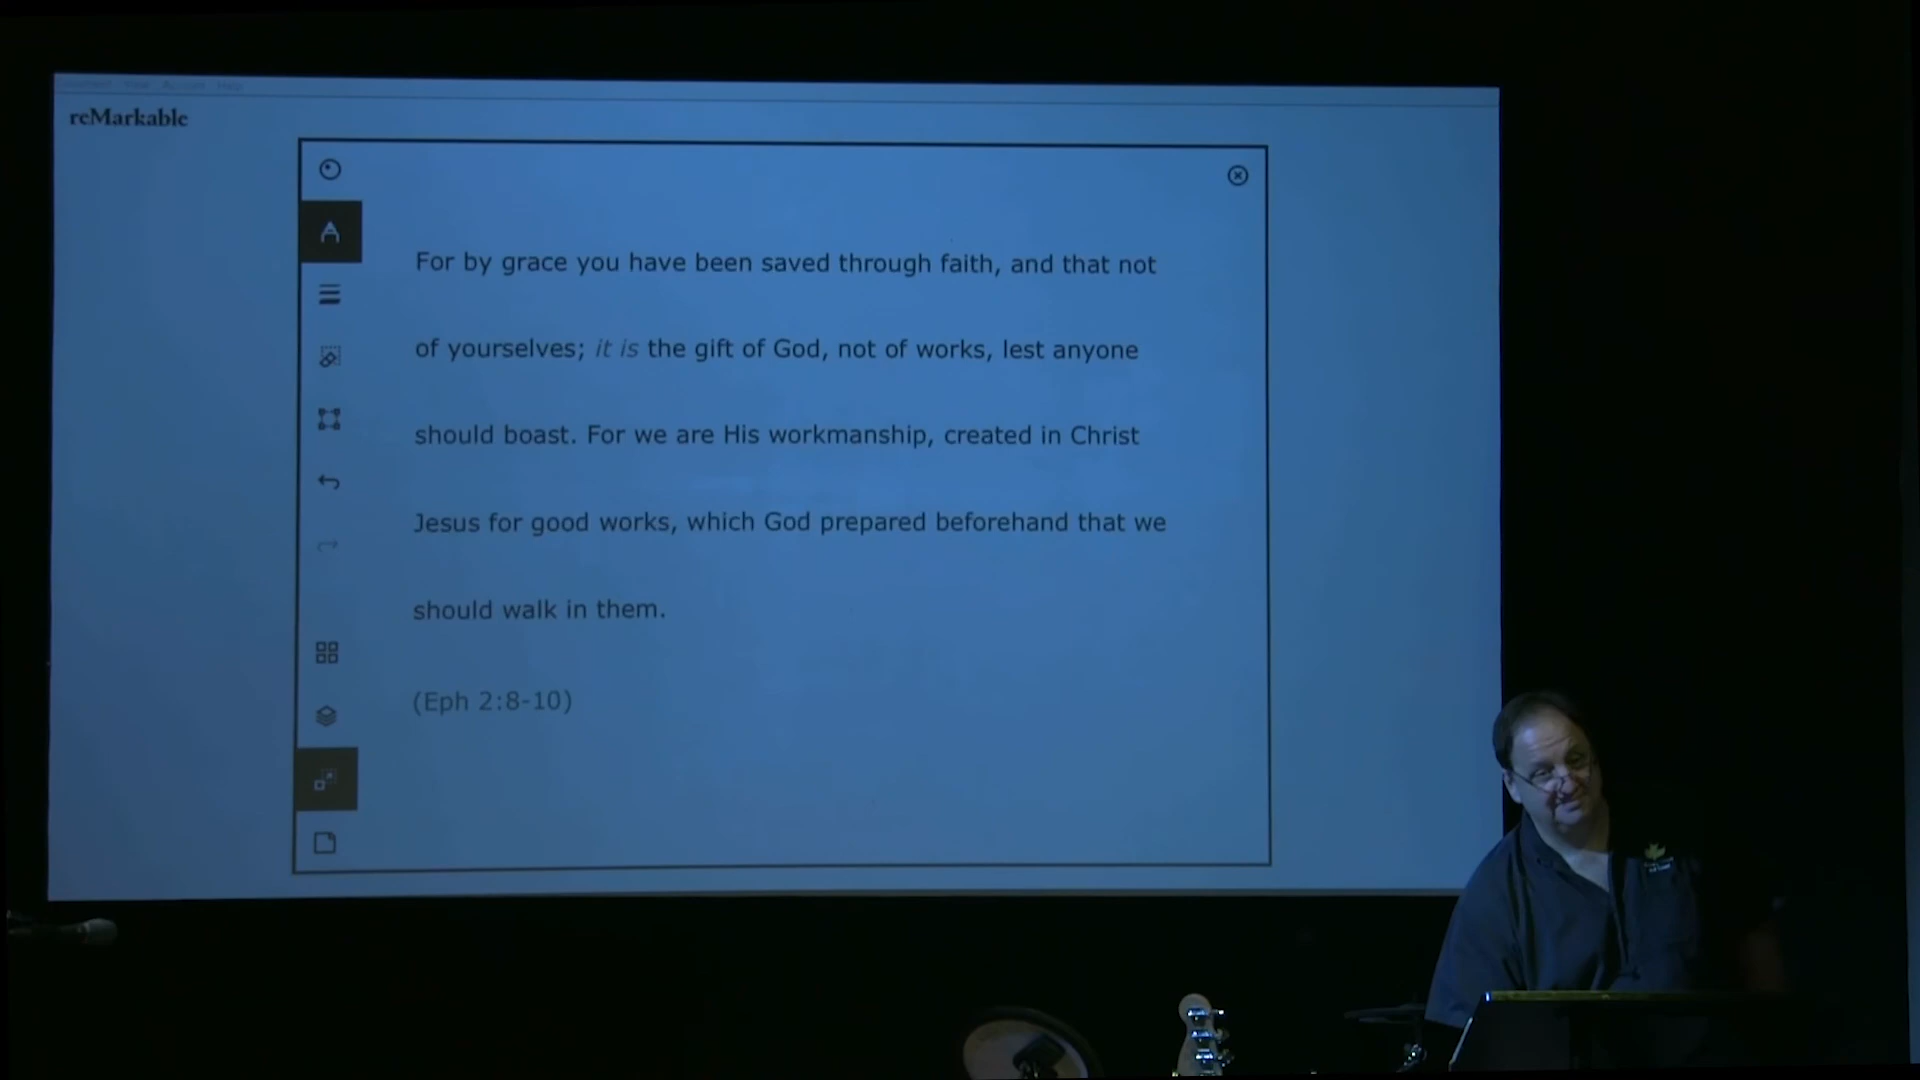 reMarkable
For by grace you have been saved through faith, and that not
of yourselves; it is the gift of God, not of works, lest anyone
should boast. For we are His workmanship, created in Christ
Jesus for good works, which God prepared beforehand that we
should walk in them.
(Eph 2:8-10)